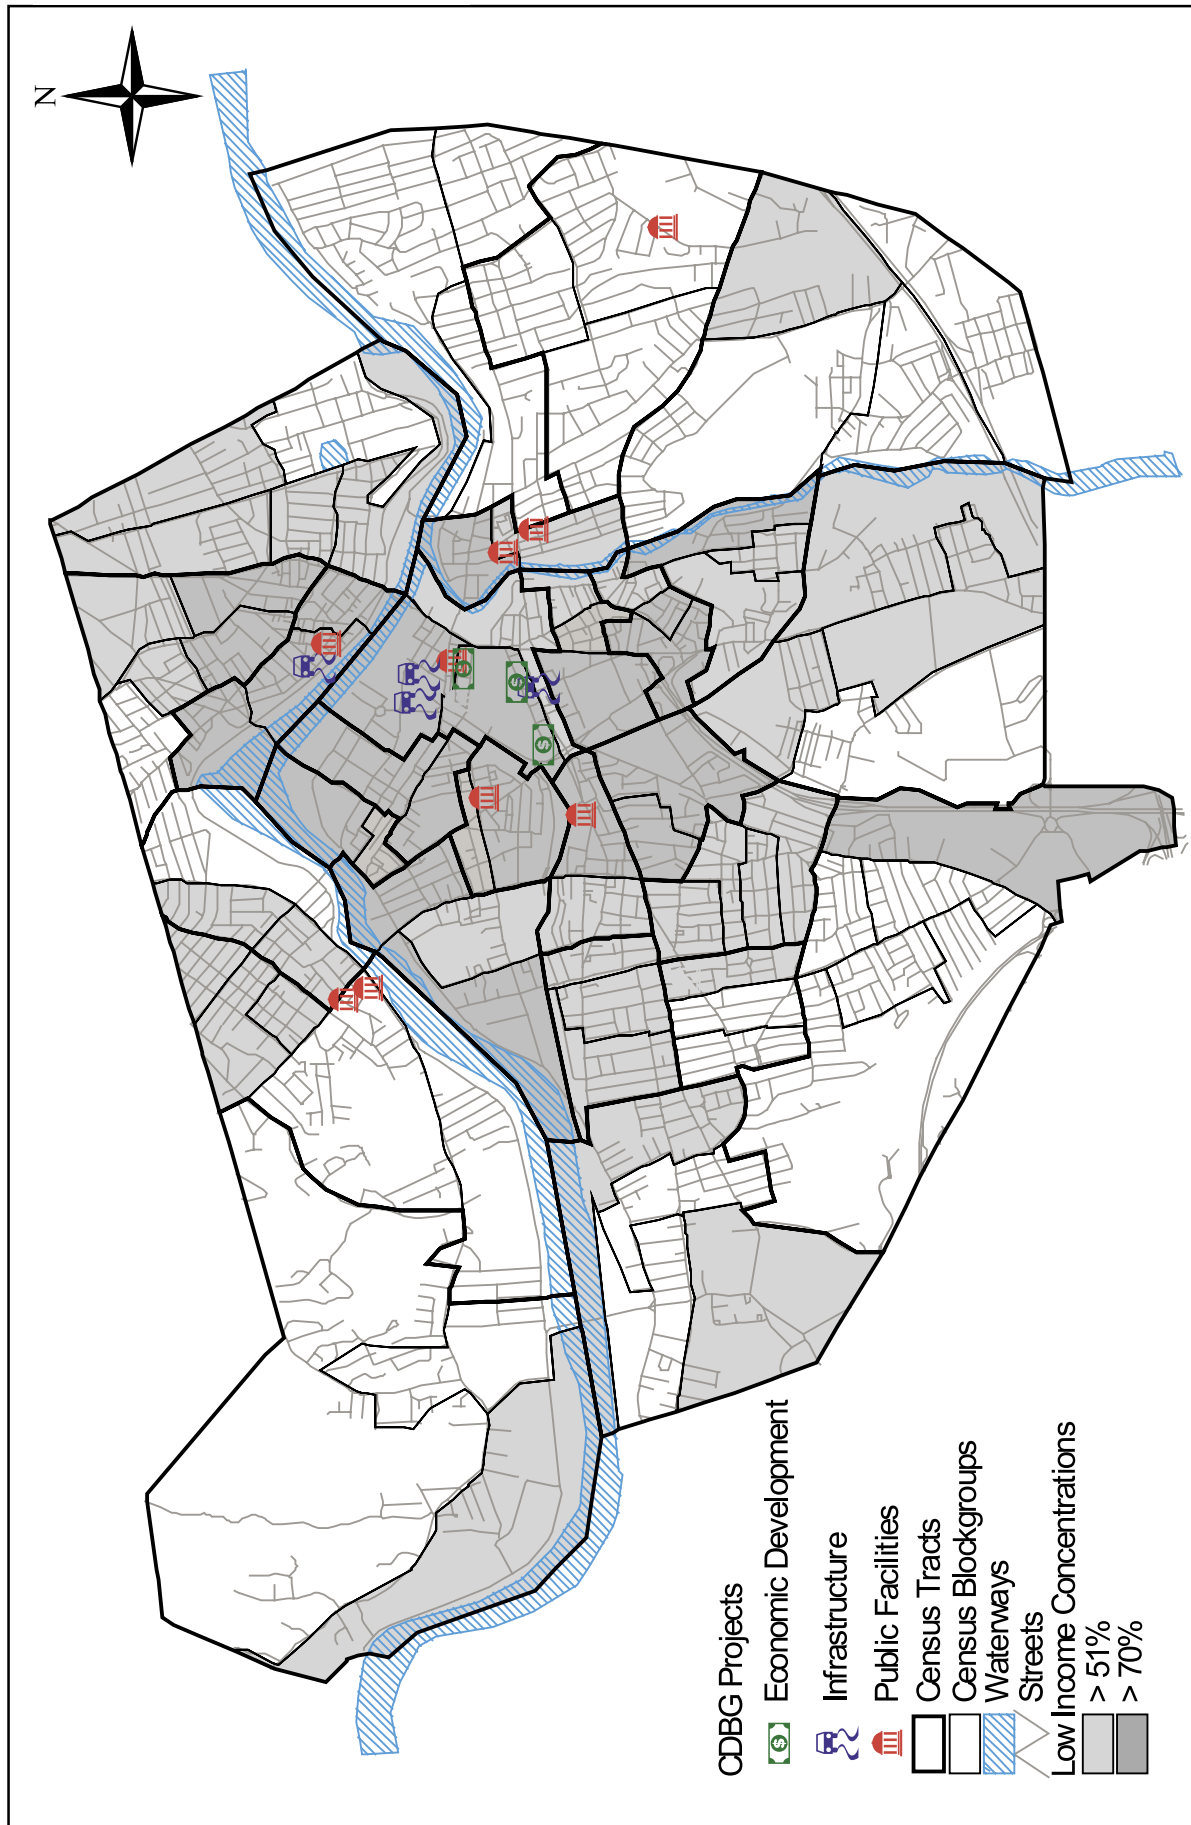 N
CDBG Projects
Economic Development
Infrastructure
Public Facilities
Census Tracts
Census Blockgroups
Waterways
Streets
Low Income Concentrations
> 51%
> 70%